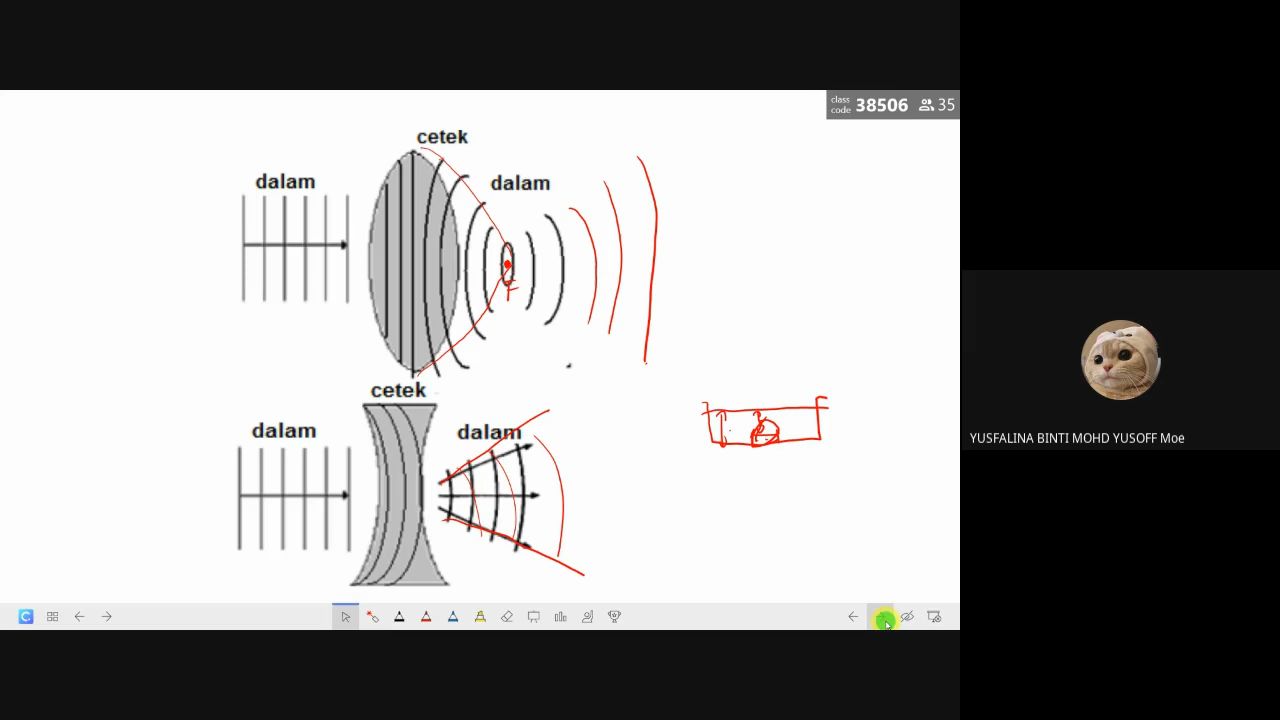 class
code 38506 35
cetek
dalam
dalam
F
cetek
dalam
dalam
YUSFALINA BINTI MOHD YUSOFF Moe